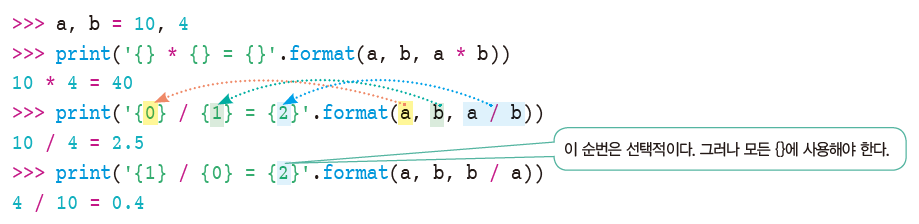 >>> a, b = 10, 4
>>> print('{} * {} = {}'.format(a, b, a * b))
10 * 4 = 40
>>> print('{0} / {1} = {2}'.format(a, b, a / b))
10 / 4 = 2.5
이 순번은 선택적이다. 그러나 모든 {}에 사용해야 한다.
>>> print('{1} / {0} = {2}'.format(a, b, b / a))
4 / 10 = 0.4